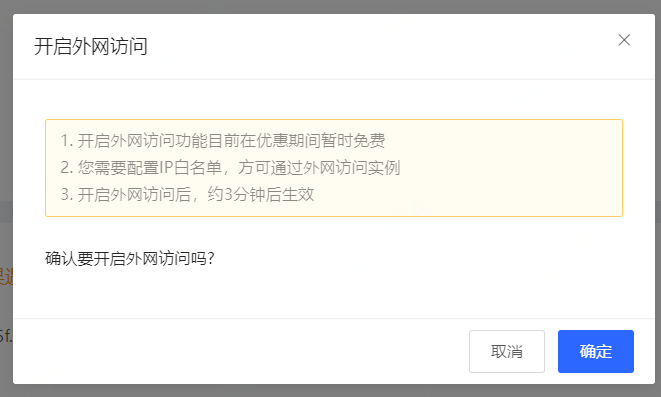 开启外网访问
1. 开启外网访问功能目前在优惠期间暂时免费
2. 您需要配置IP白名单，方可通过外网访问实例
3. 开启外网访问后，约3分钟后生效
确认要开启外网访问吗？
5f.
取消
确定